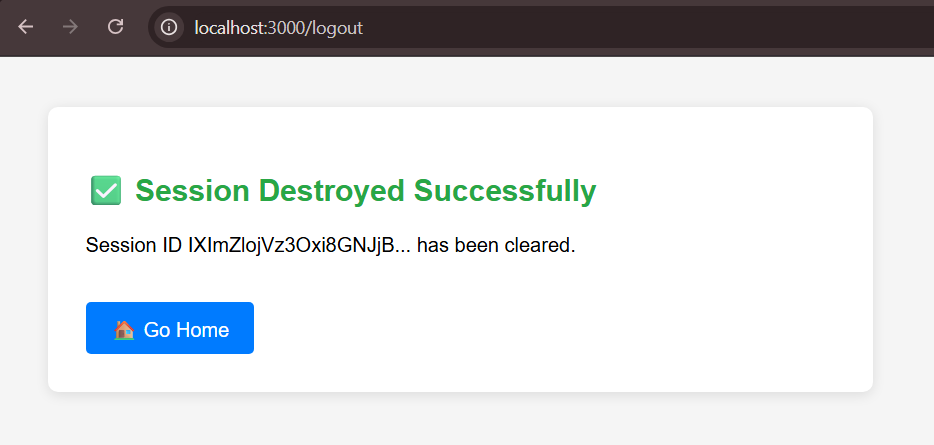 localhost:3000/logout
✅ Session Destroyed Successfully
Session ID IXImZlojVz3Oxi8GNJjB... has been cleared.
🏠 Go Home